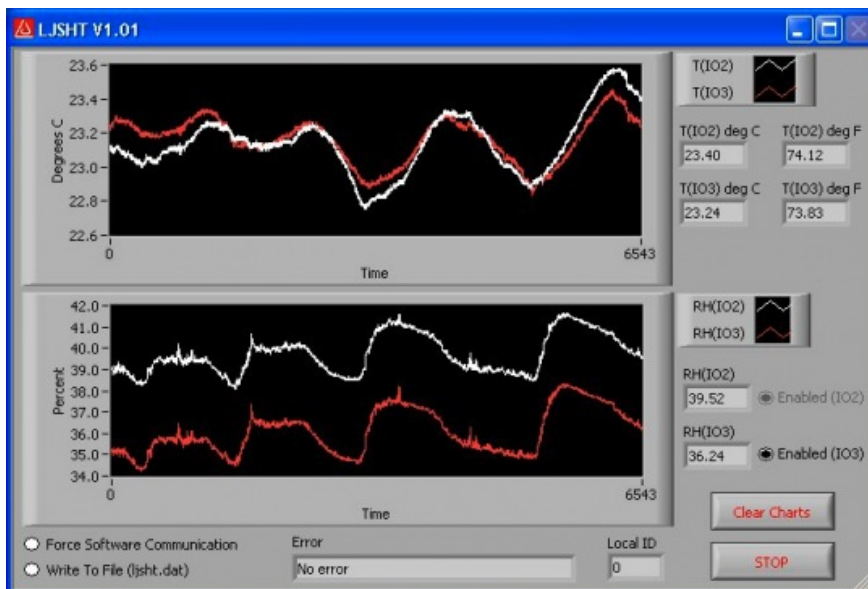 LJSHT V1.01
23.6
23.4
23.2
23.0
22.8
22.6
Degrees C
0
6543
Time
T(IO2)
T(IO3)
T(IO2) deg C T(IO2) deg F
23.40 74.12
T(IO3) deg C T(IO3) deg F
23.24 73.83
42.0
41.0
40.0
39.0
38.0
37.0
36.0
35.0
34.0
Percent
0
6543
Time
RH(IO2)
RH(IO3)
RH(IO2)
39.52 Enabled (IO2)
RH(IO3)
36.24 Enabled (IO3)
Clear Charts
STOP
Force Software Communication
Write To File (ljsht.dat)
Error
No error
Local ID
0